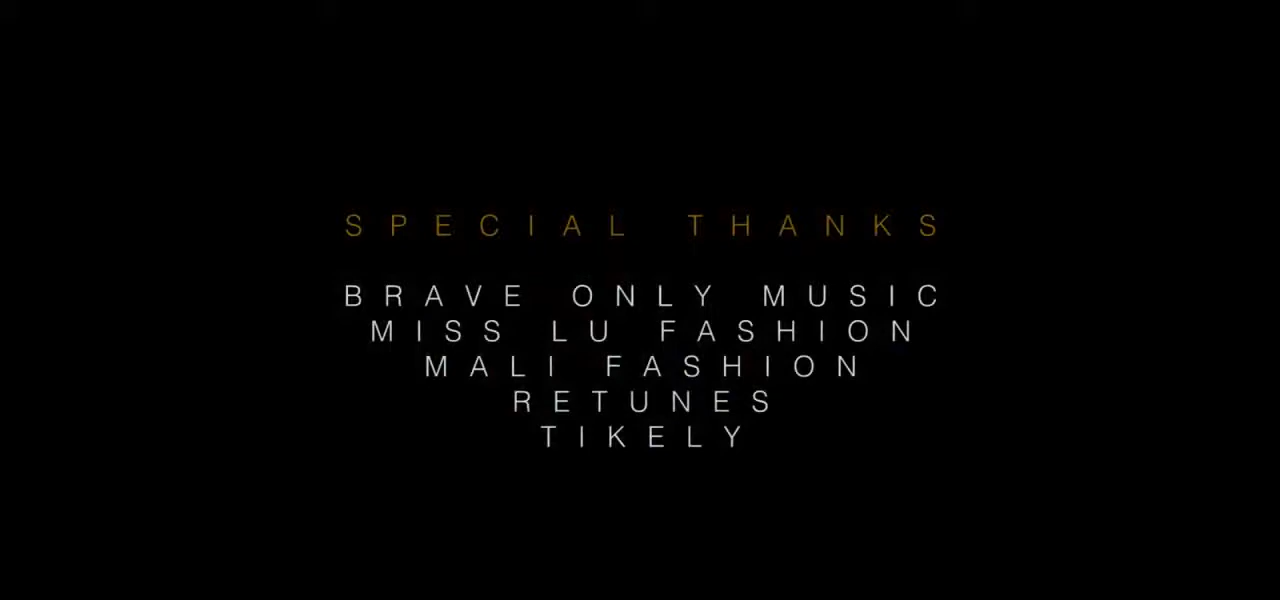 SPECIAL THANKS
BRAVE ONLY MUSIC
MISS LU FASHION
MALI FASHION
RETUNES
TIKELY